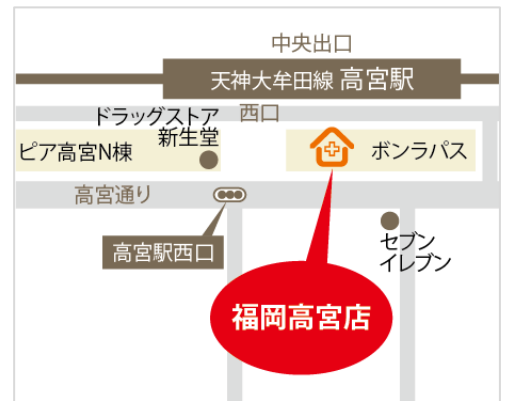 中央出口
天神大牟田線 高宮駅
西口
ドラッグストア
新生堂
ピア高宮N棟
ボンラパス
高宮通り
高宮駅西口
セブン
イレブン
福岡高宮店